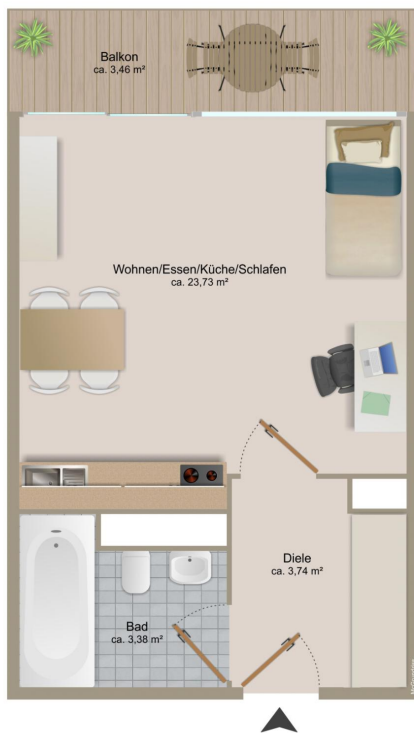 Balkon
ca. 3,46 m²
Wohnen/Essen/Küche/Schlafen
ca. 23,73 m²
Diele
ca. 3,74 m²
Bad
ca. 3,38 m²